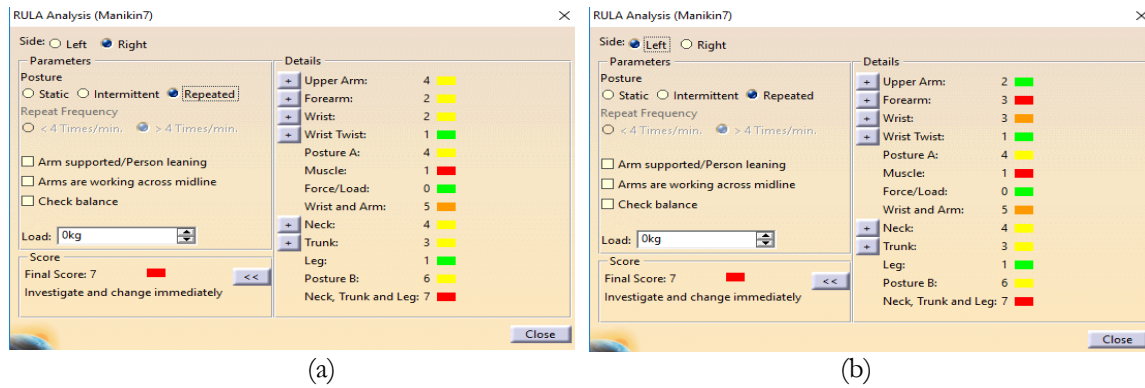 RULA Analysis (Manikin7)
Side: Left Right
Parameters
Posture
Static Intermittent Repeated
Repeat Frequency
< 4 Times/min. > 4 Times/min.
Arm supported/Person leaning
Arms are working across midline
Check balance
Load: 0kg
Score
Final Score: 7 <<
Investigate and change immediately
Details
+ Upper Arm: 4
+ Forearm: 2
+ Wrist: 2
+ Wrist Twist: 1
Posture A: 4
Muscle: 1
Force/Load: 0
Wrist and Arm: 5
+ Neck: 4
+ Trunk: 3
Leg: 1
Posture B: 6
Neck, Trunk and Leg: 7
Close
(a)
RULA Analysis (Manikin7)
Side: Left Right
Parameters
Posture
Static Intermittent Repeated
Repeat Frequency
< 4 Times/min. > 4 Times/min.
Arm supported/Person leaning
Arms are working across midline
Check balance
Load: 0kg
Score
Final Score: 7 <<
Investigate and change immediately
Details
+ Upper Arm: 2
+ Forearm: 3
+ Wrist: 3
+ Wrist Twist: 1
Posture A: 4
Muscle: 1
Force/Load: 0
Wrist and Arm: 5
+ Neck: 4
+ Trunk: 3
Leg: 1
Posture B: 6
Neck, Trunk and Leg: 7
Close
(b)